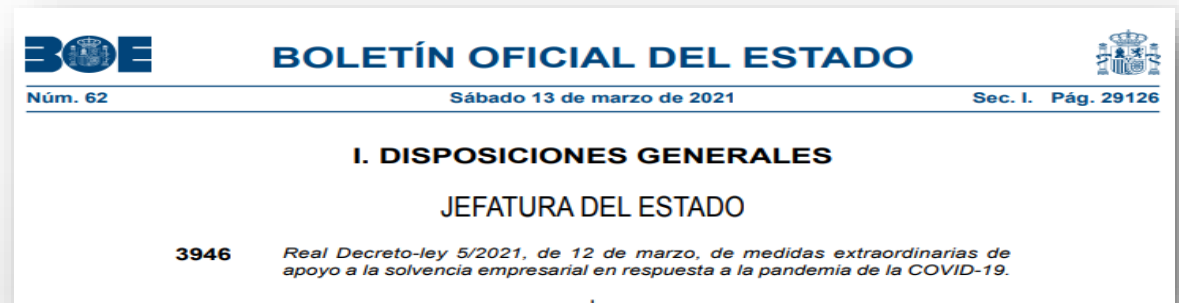 BOE
BOLETÍN OFICIAL DEL ESTADO
Núm. 62 Sábado 13 de marzo de 2021 Sec. I. Pág. 29126
I. DISPOSICIONES GENERALES
JEFATURA DEL ESTADO
3946 Real Decreto-ley 5/2021, de 12 de marzo, de medidas extraordinarias de
apoyo a la solvencia empresarial en respuesta a la pandemia de la COVID-19.